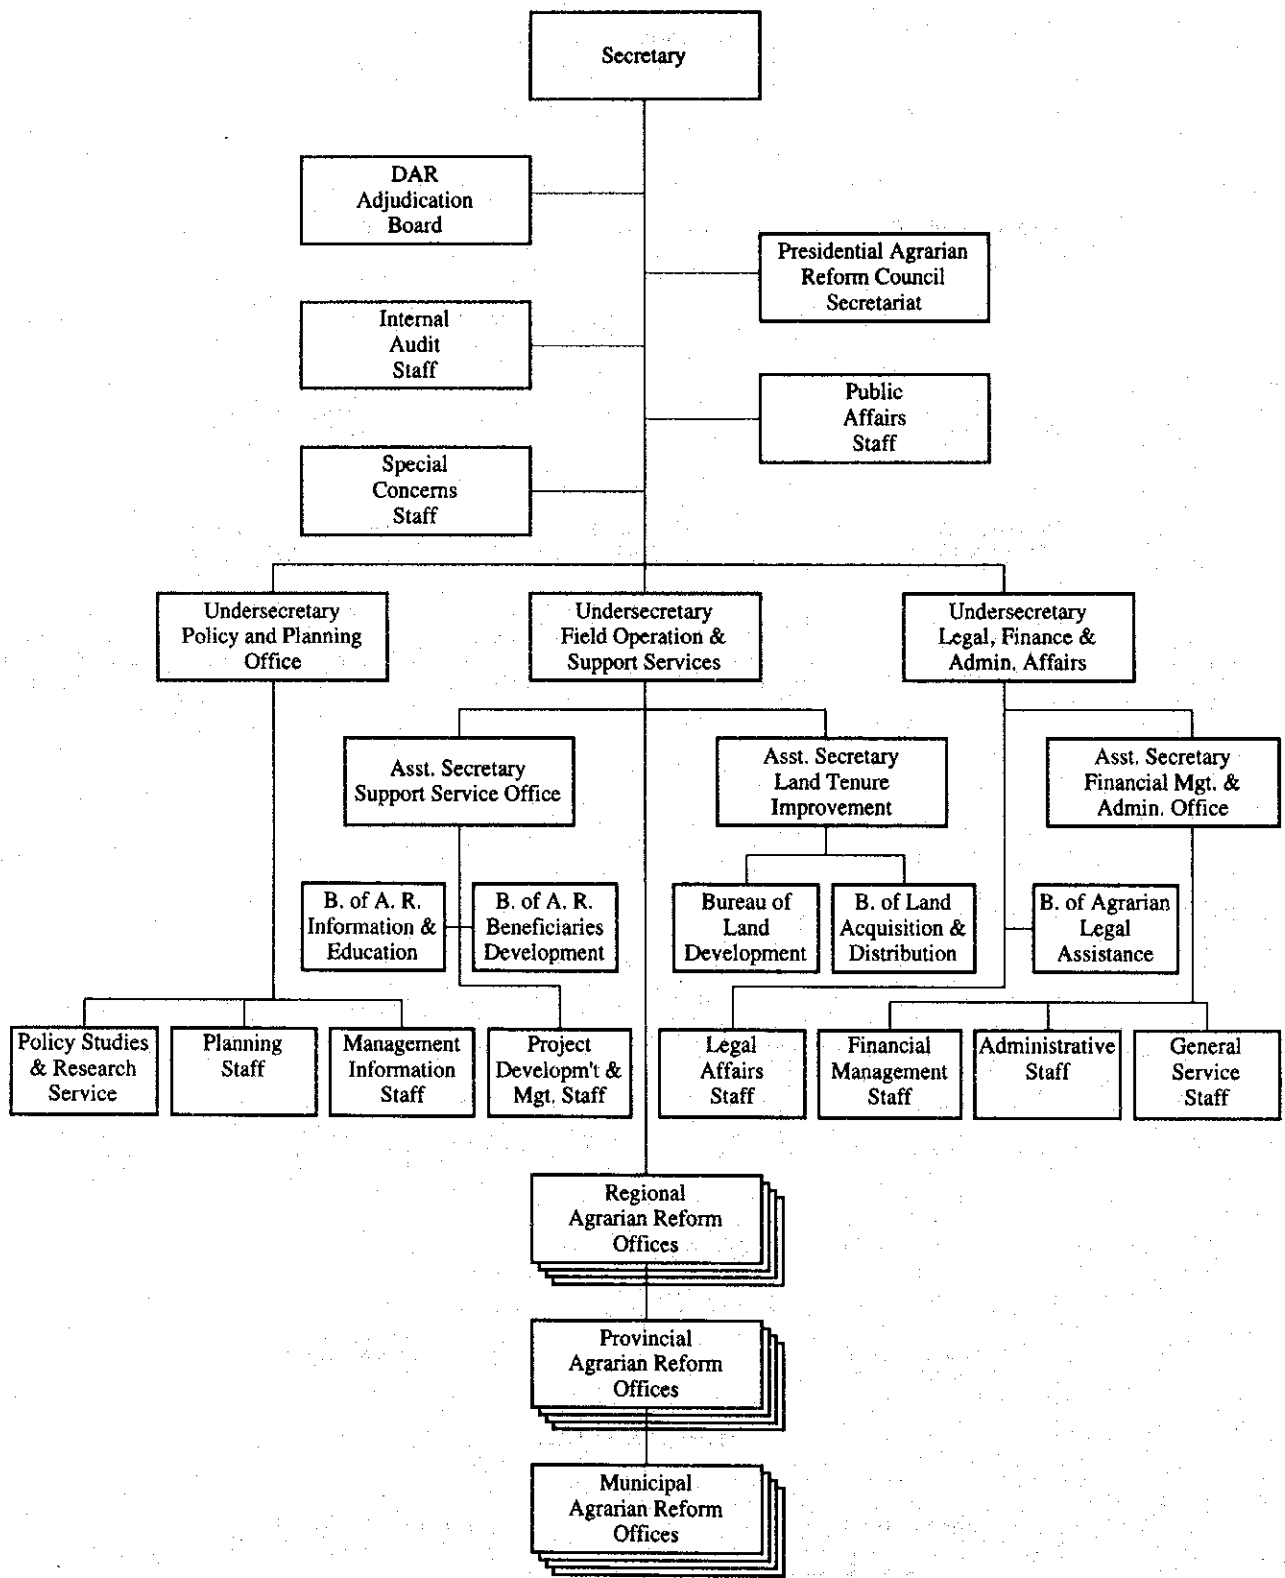 Secretary
DAR
Adjudication
Board
Presidential Agrarian
Reform Council
Secretariat
Internal
Audit
Staff
Public
Affairs
Staff
Special
Concerns
Staff
Undersecretary
Policy and Planning
Office
Undersecretary
Field Operation &
Support Services
Undersecretary
Legal, Finance &
Admin. Affairs
Asst. Secretary
Support Service Office
Asst. Secretary
Land Tenure
Improvement
Asst. Secretary
Financial Mgt. &
Admin. Office
B. of A. R.
Information &
Education
B. of A. R.
Beneficiaries
Development
Bureau of
Land
Development
B. of Land
Acquisition &
Distribution
B. of Agrarian
Legal
Assistance
Policy Studies
& Research
Service
Planning
Staff
Management
Information
Staff
Project
Developm't &
Mgt. Staff
Legal
Affairs
Staff
Financial
Management
Staff
Administrative
Staff
General
Service
Staff
Regional
Agrarian Reform
Offices
Provincial
Agrarian Reform
Offices
Municipal
Agrarian Reform
Offices